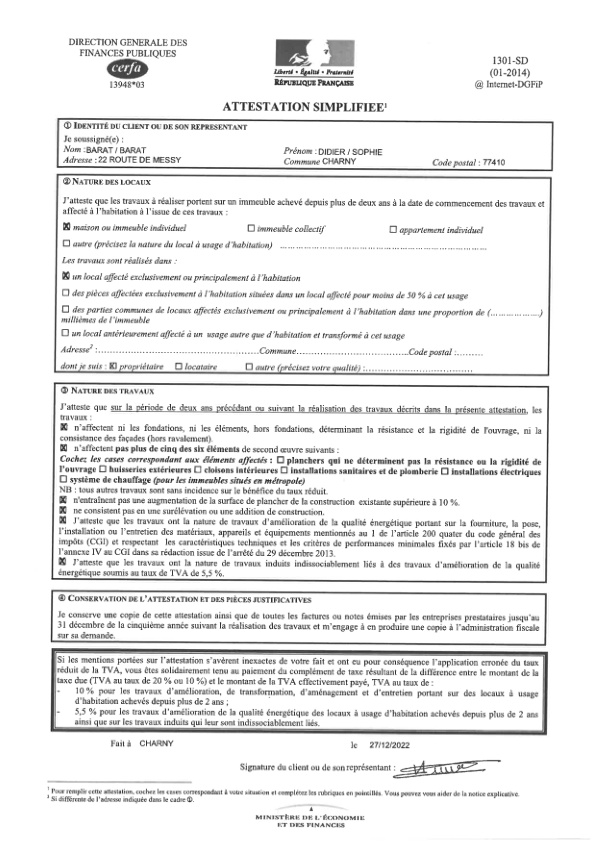 DIRECTION GENERALE DES
FINANCES PUBLIQUES
cerfa
13948*03
Liberté • Égalité • Fraternité
RÉPUBLIQUE FRANÇAISE
1301-SD
(01-2014)
@ Internet-DGFiP
ATTESTATION SIMPLIFIEE¹
① IDENTITÉ DU CLIENT OU DE SON REPRESENTANT
Je soussigné(e) :
Nom : BARAT / BARAT Prénom : DIDIER / SOPHIE
Adresse : 22 ROUTE DE MESSY Commune CHARNY Code postal : 77410
② NATURE DES LOCAUX
J'atteste que les travaux à réaliser portent sur un immeuble achevé depuis plus de deux ans à la date de commencement des travaux et
affecté à l'habitation à l'issue de ces travaux :
☒ maison ou immeuble individuel ☐ immeuble collectif ☐ appartement individuel
☐ autre (précisez la nature du local à usage d'habitation) ……………………………………………
Les travaux sont réalisés dans :
☒ un local affecté exclusivement ou principalement à l'habitation
☐ des pièces affectées exclusivement à l'habitation situées dans un local affecté pour moins de 50 % à cet usage
☐ des parties communes de locaux affectés exclusivement ou principalement à l'habitation dans une proportion de (………………)
millièmes de l'immeuble
☐ un local antérieurement affecté à un usage autre que d'habitation et transformé à cet usage
Adresse² :……………………………………Commune……………………………………Code postal :………
dont je suis : ☒ propriétaire ☐ locataire ☐ autre (précisez votre qualité) :……………………………
③ NATURE DES TRAVAUX
J'atteste que sur la période de deux ans précédant ou suivant la réalisation des travaux décrits dans la présente attestation, les
travaux :
☒ n'affectent ni les fondations, ni les éléments, hors fondations, déterminant la résistance et la rigidité de l'ouvrage, ni la
consistance des façades (hors ravalement).
☒ n'affectent pas plus de cinq des six éléments de second œuvre suivants :
Cochez les cases correspondant aux éléments affectés : ☐ planchers qui ne déterminent pas la résistance ou la rigidité de
l'ouvrage ☐ huisseries extérieures ☐ cloisons intérieures ☐ installations sanitaires et de plomberie ☐ installations électriques
☐ système de chauffage (pour les immeubles situés en métropole)
NB : tous autres travaux sont sans incidence sur le bénéfice du taux réduit.
☒ n'entraînent pas une augmentation de la surface de plancher de la construction existante supérieure à 10 %.
☒ ne consistent pas en une surélévation ou une addition de construction.
☒ J'atteste que les travaux ont la nature de travaux d'amélioration de la qualité énergétique portant sur la fourniture, la pose,
l'installation ou l'entretien des matériaux, appareils et équipements mentionnés au 1 de l'article 200 quater du code général des
impôts (CGI) et respectant les caractéristiques techniques et les critères de performances minimales fixés par l'article 18 bis de
l'annexe IV au CGI dans sa rédaction issue de l'arrêté du 29 décembre 2013.
☒ J'atteste que les travaux ont la nature de travaux induits indissociablement liés à des travaux d'amélioration de la qualité
énergétique soumis au taux de TVA de 5,5 %.
④ CONSERVATION DE L'ATTESTATION ET DES PIÈCES JUSTIFICATIVES
Je conserve une copie de cette attestation ainsi que de toutes les factures ou notes émises par les entreprises prestataires jusqu'au
31 décembre de la cinquième année suivant la réalisation des travaux et m'engage à en produire une copie à l'administration fiscale
sur sa demande.
Si les mentions portées sur l'attestation s'avèrent inexactes de votre fait et ont eu pour conséquence l'application erronée du taux
réduit de la TVA, vous êtes solidairement tenu au paiement du complément de taxe résultant de la différence entre le montant de la
taxe due (TVA au taux de 20 % ou 10 %) et le montant de la TVA effectivement payé, TVA au taux de :
- 10 % pour les travaux d'amélioration, de transformation, d'aménagement et d'entretien portant sur des locaux à usage
d'habitation achevés depuis plus de 2 ans ;
- 5,5 % pour les travaux d'amélioration de la qualité énergétique des locaux à usage d'habitation achevés depuis plus de 2 ans
ainsi que sur les travaux induits qui leur sont indissociablement liés.
Fait à CHARNY le 27/12/2022
Signature du client ou de son représentant :
¹ Pour remplir cette attestation, cochez les cases correspondant à votre situation et complétez les rubriques en pointillés. Vous pouvez vous aider de la notice explicative.
² Si différente de l'adresse indiquée dans le cadre ①.
MINISTÈRE DE L'ÉCONOMIE
ET DES FINANCES